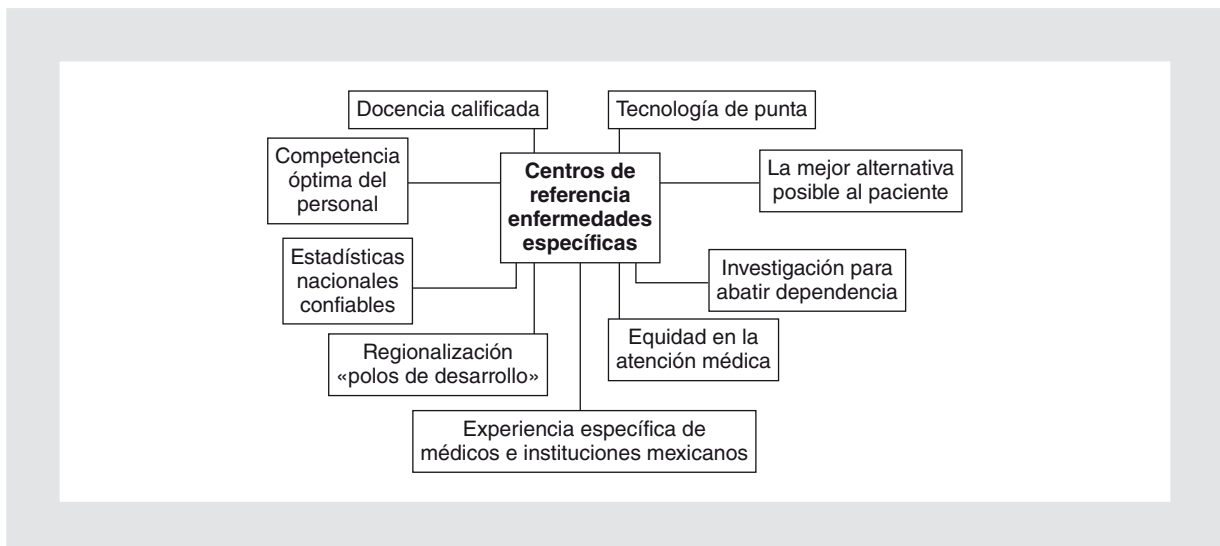 Docencia calificada
Tecnología de punta
Competencia
óptima del
personal
Centros de
referencia
enfermedades
específicas
La mejor alternativa
posible al paciente
Estadísticas
nacionales
confiables
Investigación para
abatir dependencia
Regionalización
«polos de desarrollo»
Equidad en la
atención médica
Experiencia específica de
médicos e instituciones mexicanos